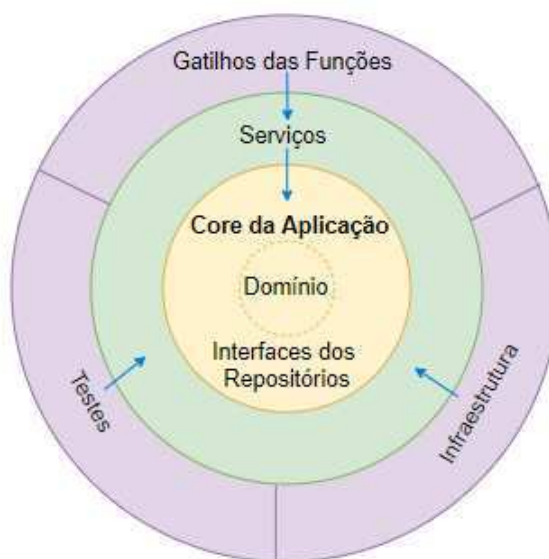 Gatilhos das Funções
Serviços
Core da Aplicação
Domínio
Interfaces dos
Repositórios
Testes
Infraestrutura